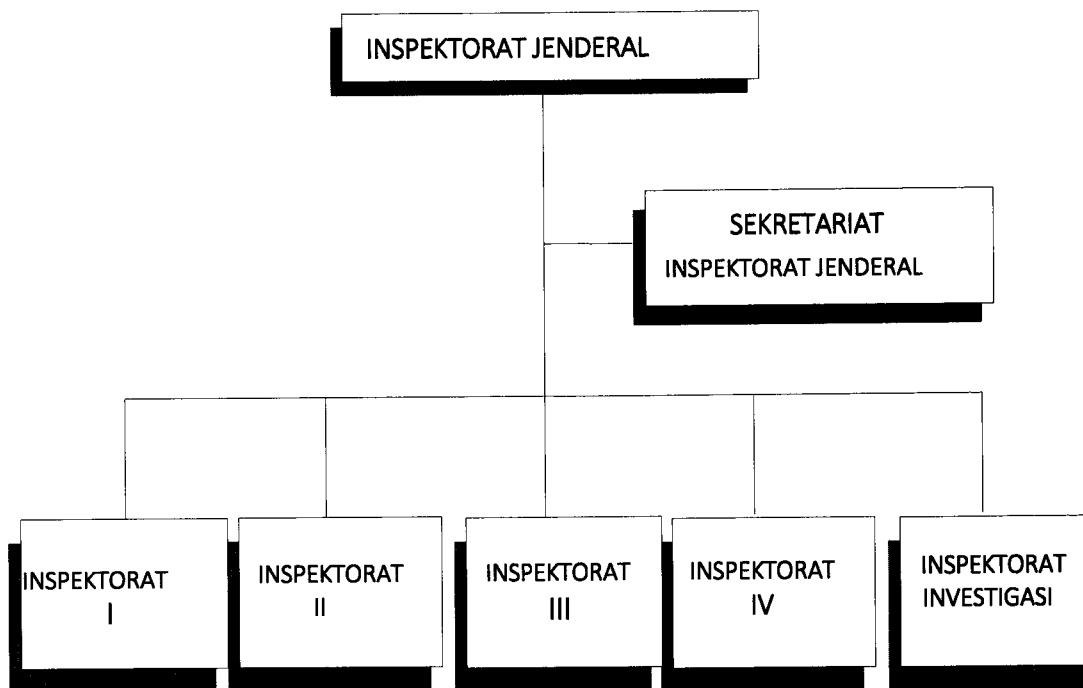 INSPEKTORAT JENDERAL
SEKRETARIAT
INSPEKTORAT JENDERAL
INSPEKTORAT
I
INSPEKTORAT
II
INSPEKTORAT
III
INSPEKTORAT
IV
INSPEKTORAT
INVESTIGASI